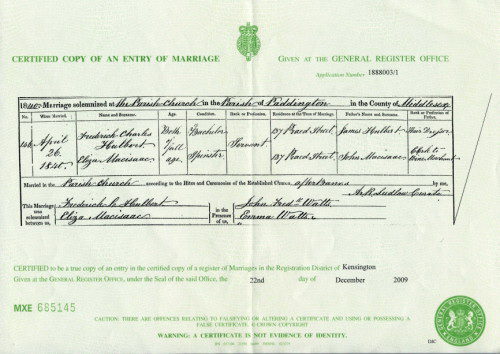 CERTIFIED COPY OF AN ENTRY OF MARRIAGE
GIVEN AT THE GENERAL REGISTER OFFICE
Application Number 1888003/1
1840. Marriage solemnized at the Parish Church in the Parish of Paddington in the County of Middlesex
No. When Married. Name and Surname. Age. Condition. Rank or Profession. Residence at the Time of Marriage. Father's Name and Surname. Rank or Profession of Father.
April 26. 1840. Frederick Charles Hulbert Both Full age. Bachelor Servent 137 Praed Street James Hulbert
Eliza Macisaac Spinster 137 Praed Street John Macisaac Clerk to Wine Merchant
Married in the Parish Church according to the Rites and Ceremonies of the Established Church, after Banns by me,
Ludlow Curate
This Marriage was solemnized between us, Frederick C Hulbert Eliza Macisaac in the Presence of us, John Fredk Watts Emma Watts
CERTIFIED to be a true copy of an entry in the certified copy of a register of Marriages in the Registration District of Kensington
Given at the GENERAL REGISTER OFFICE, under the Seal of the said Office, the 22nd day of December 2009
MXE 685145
CAUTION: THERE ARE OFFENCES RELATING TO FALSIFYING OR ALTERING A CERTIFICATE AND USING OR POSSESSING A FALSE CERTIFICATE. © CROWN COPYRIGHT
WARNING: A CERTIFICATE IS NOT EVIDENCE OF IDENTITY.
GENERAL REGISTER OFFICE
ENGLAND